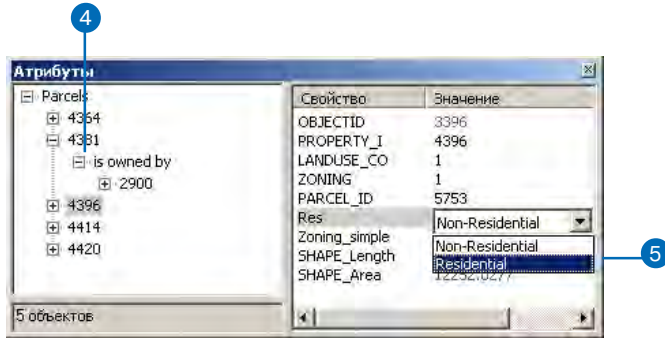 4
Атрибуты
Parcels
4364
4381
is owned by
2900
4396
4414
4420
5 объектов
Свойство Значение
OBJECTID 3396
PROPERTY_I 4396
LANDUSE_CO 1
ZONING 1
PARCEL_ID 5753
Res Non-Residential
Zoning_simple Non-Residential
SHAPE_Length Residential
SHAPE_Area
5